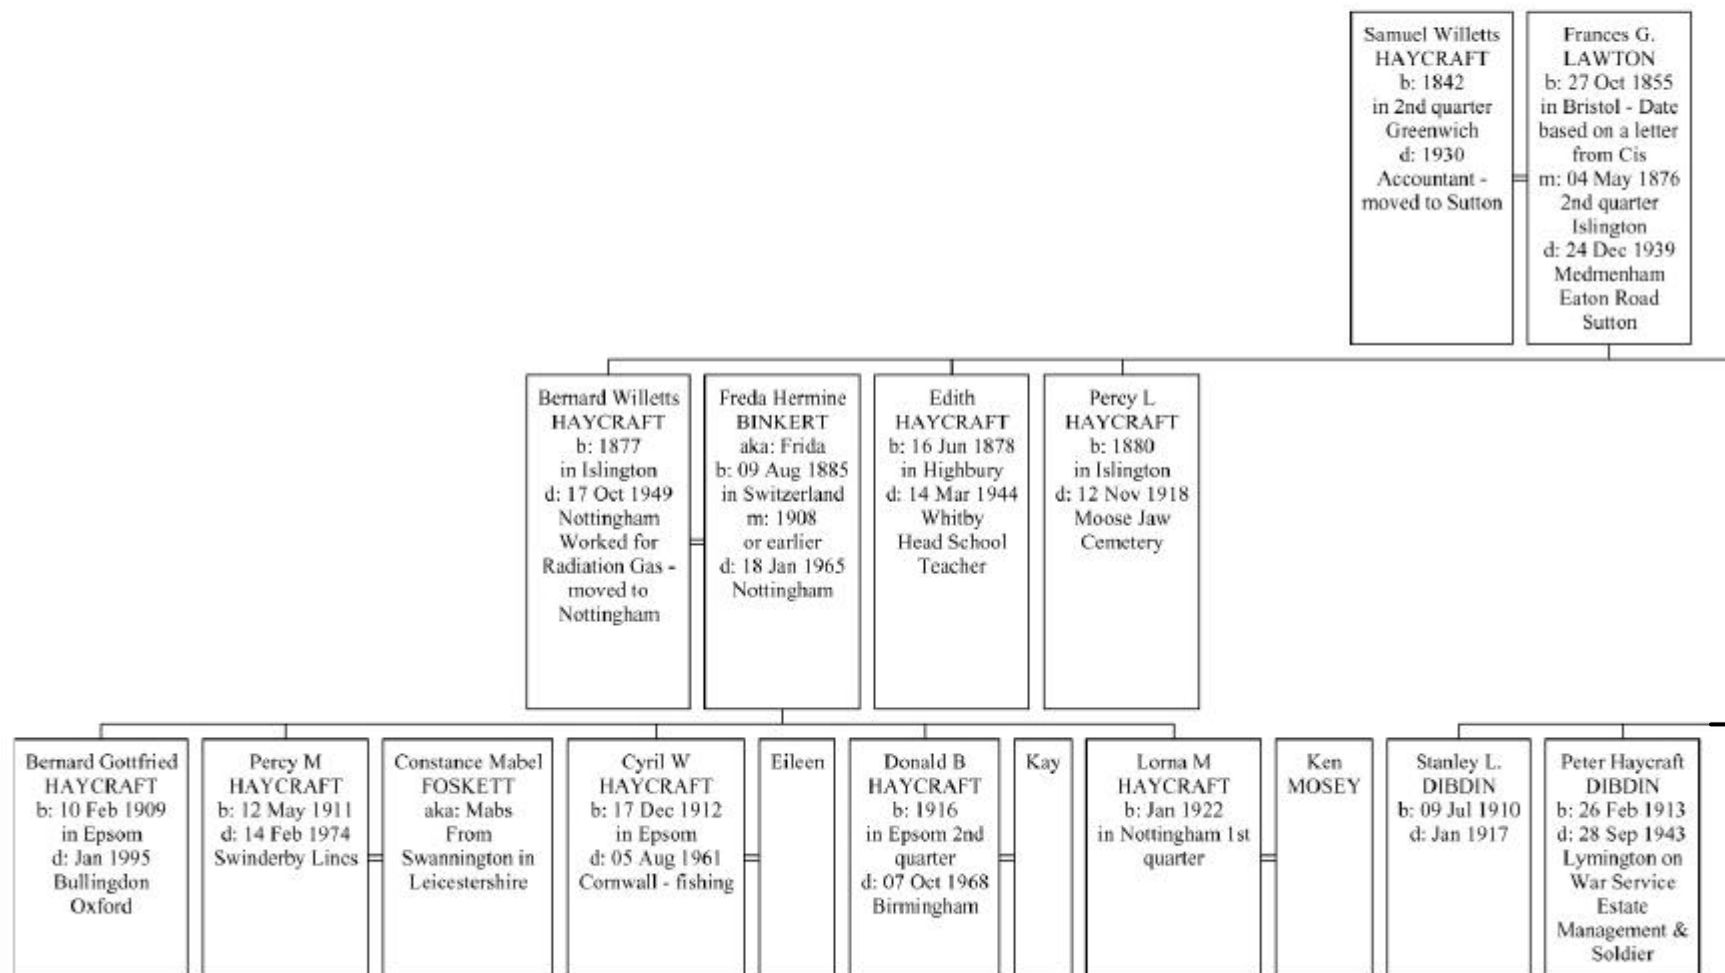 Samuel Willetts
HAYCRAFT
b: 1842
in 2nd quarter
Greenwich
d: 1930
Accountant -
moved to Sutton
Frances G.
LAWTON
b: 27 Oct 1855
in Bristol - Date
based on a letter
from Cis
m: 04 May 1876
2nd quarter
Islington
d: 24 Dec 1939
Medmenham
Eaton Road
Sutton
Bernard Willetts
HAYCRAFT
b: 1877
in Islington
d: 17 Oct 1949
Nottingham
Worked for
Radiation Gas -
moved to
Nottingham
Freda Hermine
BINKERT
aka: Frida
b: 09 Aug 1885
in Switzerland
m: 1908
or earlier
d: 18 Jan 1965
Nottingham
Edith
HAYCRAFT
b: 16 Jun 1878
in Highbury
d: 14 Mar 1944
Whitby
Head School
Teacher
Percy L
HAYCRAFT
b: 1880
in Islington
d: 12 Nov 1918
Moose Jaw
Cemetery
Bernard Gottfried
HAYCRAFT
b: 10 Feb 1909
in Epsom
d: Jan 1995
Bullingdon
Oxford
Percy M
HAYCRAFT
b: 12 May 1911
d: 14 Feb 1974
Swinderby Lincs
Constance Mabel
FOSKETT
aka: Mabs
From
Swannington in
Leicestershire
Cyril W
HAYCRAFT
b: 17 Dec 1912
in Epsom
d: 05 Aug 1961
Cornwall - fishing
Eileen
Donald B
HAYCRAFT
b: 1916
in Epsom 2nd
quarter
d: 07 Oct 1968
Birmingham
Kay
Lorna M
HAYCRAFT
b: Jan 1922
in Nottingham 1st
quarter
Ken
MOSEY
Stanley L.
DIBDIN
b: 09 Jul 1910
d: Jan 1917
Peter Haycraft
DIBDIN
b: 26 Feb 1913
d: 28 Sep 1943
Lymington on
War Service
Estate
Management &
Soldier